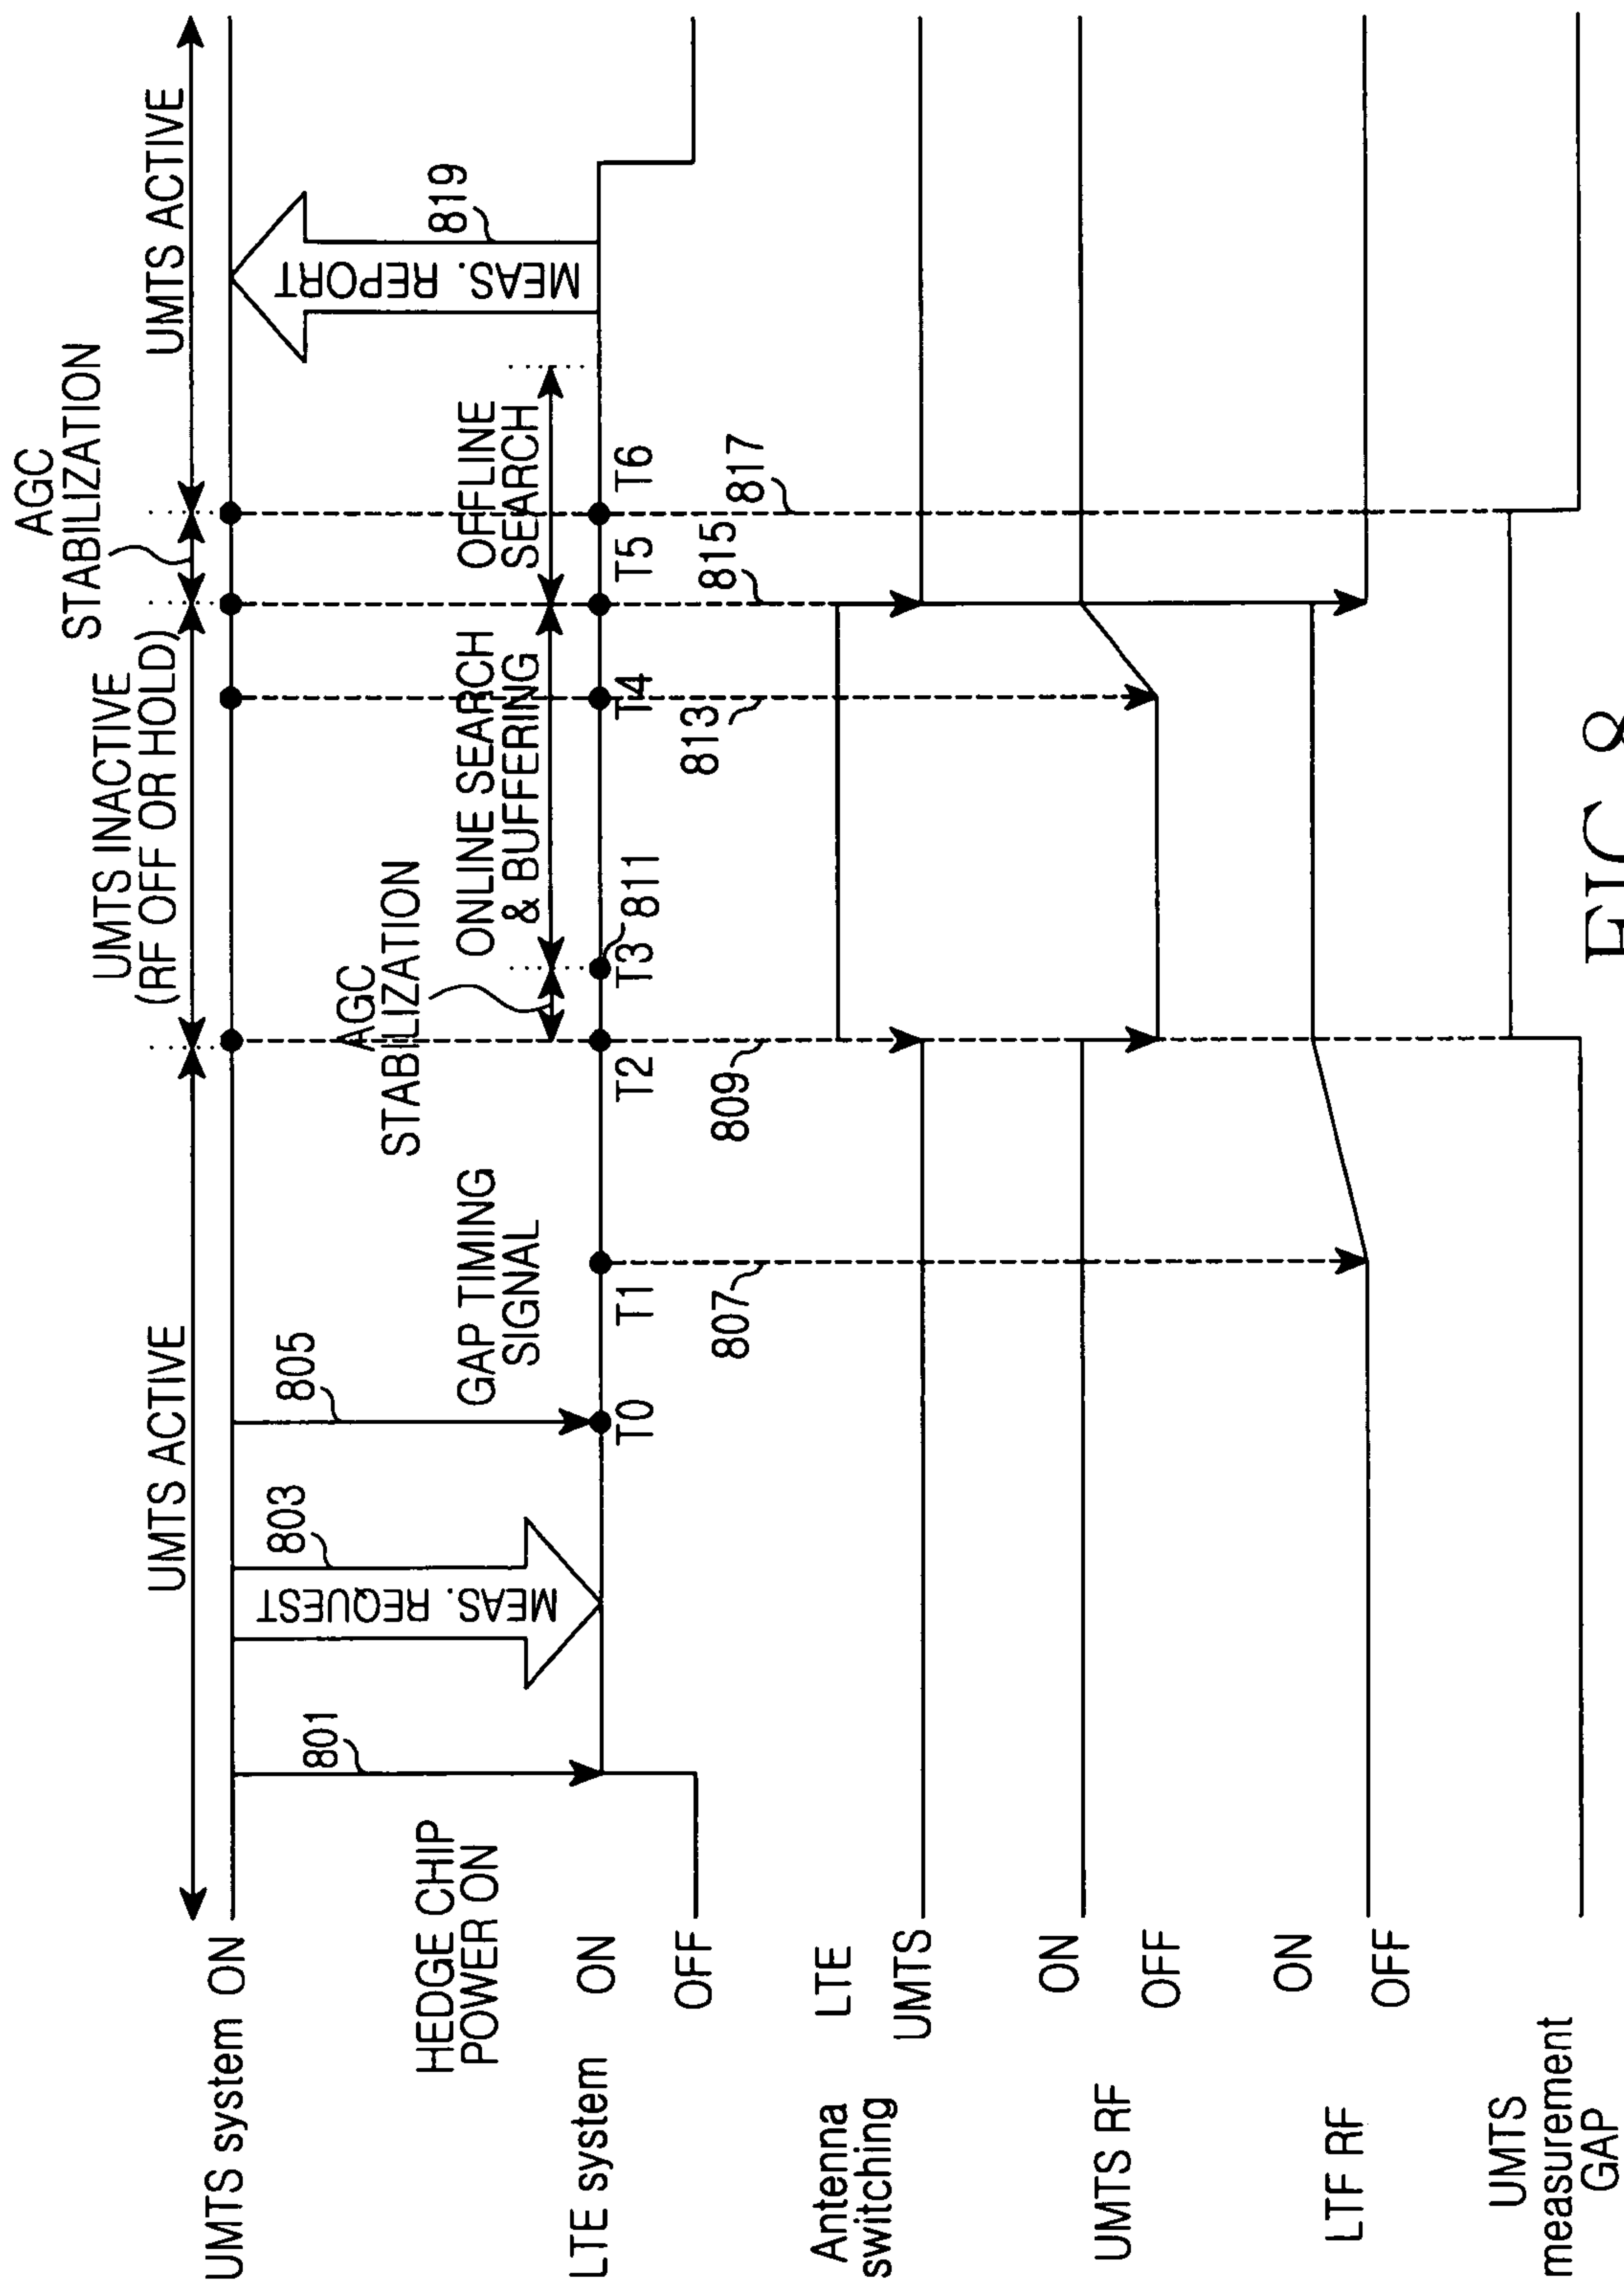 UMTS ACTIVE
UMTS INACTIVE
(RF OFF OR HOLD)
AGC
STABILIZATION
UMTS ACTIVE
UMTS system ON
HEDGE CHIP
POWER ON
801
MEAS. REQUEST
803
805
GAP TIMING
SIGNAL
AGC
STABILIZATION
ONLINE SEARCH
& BUFFERING
OFFLINE
SEARCH
MEAS. REPORT
819
LTE system
ON
OFF
T0
T1
T2
T3
811
T4
T5
T6
807
809
813
815
817
Antenna
switching
LTE
UMTS
UMTS RF
ON
OFF
LTF RF
ON
OFF
UMTS
measurement
GAP
FIG 8